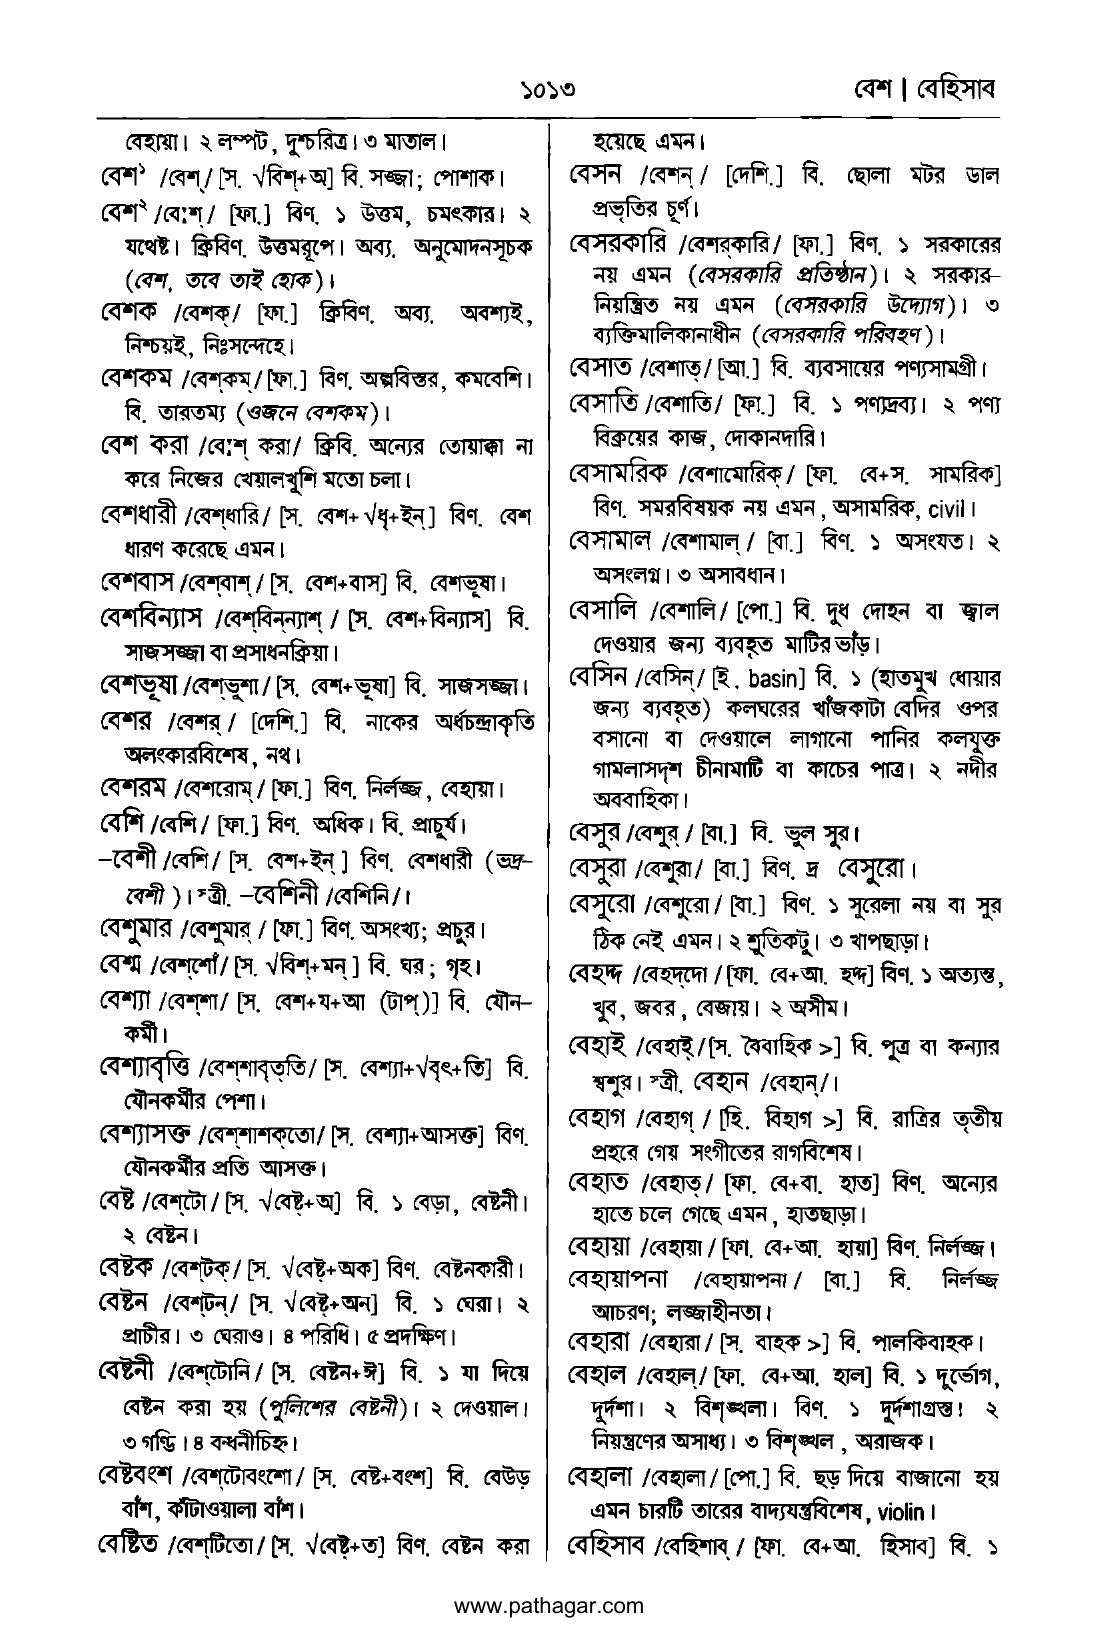 ১০১৩
বেশ | বেহিসাব
বেহায়া। ২ লম্পট, দুশ্চরিত্র। ৩ মাতাল।
বেশ১ /বেশ্/ [স. √বিশ্+অ] বি. সজ্জা; পোশাক।
বেশ২ /বেঃশ্/ [ফা.] বিণ. ১ উত্তম, চমৎকার। ২
যথেষ্ট। ক্রিবিণ. উত্তমরূপে। অব্য. অনুমোদনসূচক
(বেশ, তবে তাই হোক)।
বেশক /বেশক্/ [ফা.] ক্রিবিণ. অব্য. অবশ্যই,
নিশ্চয়ই, নিঃসন্দেহে।
বেশকম /বেশ্‌কম্/ [ফা.] বিণ. অল্পবিস্তর, কমবেশি।
বি. তারতম্য (ওজনে বেশকম)।
বেশ করা /বেঃশ্ করা/ ক্রিবি. অন্যের তোয়াক্কা না
করে নিজের খেয়ালখুশি মতো চলা।
বেশধারী /বেশ্‌ধারি/ [স. বেশ+√ধৃ+ইন্] বিণ. বেশ
ধারণ করেছে এমন।
বেশবাস /বেশ্‌বাশ্/ [স. বেশ+বাস] বি. বেশভূষা।
বেশবিন্যাস /বেশ্‌বিন্‌ন্যাশ্/ [স. বেশ+বিন্যাস] বি.
সাজসজ্জা বা প্রসাধনক্রিয়া।
বেশভূষা /বেশ্‌ভুশা/ [স. বেশ+ভূষা] বি. সাজসজ্জা।
বেশর /বেশর্/ [দেশি.] বি. নাকের অর্ধচন্দ্রাকৃতি
অলংকারবিশেষ, নথ।
বেশরম /বেশরোম্/ [ফা.] বিণ. নির্লজ্জ, বেহায়া।
বেশি /বেশি/ [ফা.] বিণ. অধিক। বি. প্রাচুর্য।
–বেশী /বেশি/ [স. বেশ+ইন্] বিণ. বেশধারী (ভদ্র–
বেশী)। স্ত্রী. –বেশিনী /বেশিনি/।
বেশুমার /বেশুমার্/ [ফা.] বিণ. অসংখ্য; প্রচুর।
বেশ্ম /বেশ্‌শোঁ/ [স. √বিশ্+মন্] বি. ঘর; গৃহ।
বেশ্যা /বেশ্‌শা/ [স. বেশ+য+আ (টাপ্)] বি. যৌন–
কর্মী।
বেশ্যাবৃত্তি /বেশ্‌শাবৃত্‌তি/ [স. বেশ্যা+√বৃৎ+তি] বি.
যৌনকর্মীর পেশা।
বেশ্যাসক্ত /বেশ্‌শাশক্‌তো/ [স. বেশ্যা+আসক্ত] বিণ.
যৌনকর্মীর প্রতি আসক্ত।
বেষ্ট /বেশ্‌টো/ [স. √বেষ্ট্+অ] বি. ১ বেড়া, বেষ্টনী।
২ বেষ্টন।
বেষ্টক /বেশ্‌টক্/ [স. √বেষ্ট্+অক] বিণ. বেষ্টনকারী।
বেষ্টন /বেশ্‌টন্/ [স. √বেষ্ট্+অন] বি. ১ ঘেরা। ২
প্রাচীর। ৩ ঘেরাও। ৪ পরিধি। ৫ প্রদক্ষিণ।
বেষ্টনী /বেশ্‌টোনি/ [স. বেষ্টন+ঈ] বি. ১ যা দিয়ে
বেষ্টন করা হয় (পুলিশের বেষ্টনী)। ২ দেওয়াল।
৩ গণ্ডি। ৪ বন্ধনীচিহ্ন।
বেষ্টবংশ /বেশ্‌টোবংশো/ [স. বেষ্ট+বংশ] বি. বেউড়
বাঁশ, কাঁটাওয়ালা বাঁশ।
বেষ্টিত /বেশ্‌টিতো/ [স. √বেষ্ট্+ত] বিণ. বেষ্টন করা
হয়েছে এমন।
বেসন /বেশন্/ [দেশি.] বি. ছোলা মটর ডাল
প্রভৃতির চূর্ণ।
বেসরকারি /বেশর্‌কারি/ [ফা.] বিণ. ১ সরকারের
নয় এমন (বেসরকারি প্রতিষ্ঠান)। ২ সরকার–
নিয়ন্ত্রিত নয় এমন (বেসরকারি উদ্যোগ)। ৩
ব্যক্তিমালিকানাধীন (বেসরকারি পরিবহণ)।
বেসাত /বেশাত্/ [আ.] বি. ব্যবসায়ের পণ্যসামগ্রী।
বেসাতি /বেশাতি/ [ফা.] বি. ১ পণ্যদ্রব্য। ২ পণ্য
বিক্রয়ের কাজ, দোকানদারি।
বেসামরিক /বেশামোরিক্/ [ফা. বে+স. সামরিক]
বিণ. সমরবিষয়ক নয় এমন, অসামরিক, civil।
বেসামাল /বেশামাল্/ [বা.] বিণ. ১ অসংযত। ২
অসংলগ্ন। ৩ অসাবধান।
বেসালি /বেশালি/ [পো.] বি. দুধ দোহন বা জ্বাল
দেওয়ার জন্য ব্যবহৃত মাটির ভাঁড়।
বেসিন /বেসিন্/ [ই. basin] বি. ১ (হাতমুখ ধোয়ার
জন্য ব্যবহৃত) কলঘরের খাঁজকাটা বেদির ওপর
বসানো বা দেওয়ালে লাগানো পানির কলযুক্ত
গামলাসদৃশ চীনামাটি বা কাচের পাত্র। ২ নদীর
অববাহিকা।
বেসুর /বেশুর্/ [বা.] বি. ভুল সুর।
বেসুরা /বেশুরা/ [বা.] বিণ. দ্র বেসুরো।
বেসুরো /বেশুরো/ [বা.] বিণ. ১ সুরেলা নয় বা সুর
ঠিক নেই এমন। ২ শ্রুতিকটু। ৩ খাপছাড়া।
বেহদ্দ /বেহদ্‌দো/ [ফা. বে+আ. হদ্দ] বিণ. ১ অত্যন্ত,
খুব, জবর, বেজায়। ২ অসীম।
বেহাই /বেহাই্/ [স. বৈবাহিক >] বি. পুত্র বা কন্যার
শ্বশুর। স্ত্রী. বেহান /বেহান্/।
বেহাগ /বেহাগ্/ [হি. বিহাগ >] বি. রাত্রির তৃতীয়
প্রহরে গেয় সংগীতের রাগবিশেষ।
বেহাত /বেহাত্/ [ফা. বে+বা. হাত] বিণ. অন্যের
হাতে চলে গেছে এমন, হাতছাড়া।
বেহায়া /বেহায়া/ [ফা. বে+আ. হায়া] বিণ. নির্লজ্জ।
বেহায়াপনা /বেহায়াপনা/ [বা.] বি. নির্লজ্জ
আচরণ; লজ্জাহীনতা।
বেহারা /বেহারা/ [স. বাহক >] বি. পালকিবাহক।
বেহাল /বেহাল্/ [ফা. বে+আ. হাল] বি. ১ দুর্ভোগ,
দুর্দশা। ২ বিশৃঙ্খলা। বিণ. ১ দুর্দশাগ্রস্ত। ২
নিয়ন্ত্রণের অসাধ্য। ৩ বিশৃঙ্খল, অরাজক।
বেহালা /বেহালা/ [পো.] বি. ছড় দিয়ে বাজানো হয়
এমন চারটি তারের বাদ্যযন্ত্রবিশেষ, violin।
বেহিসাব /বেহিশাব্/ [ফা. বে+আ. হিসাব] বি. ১
www.pathagar.com